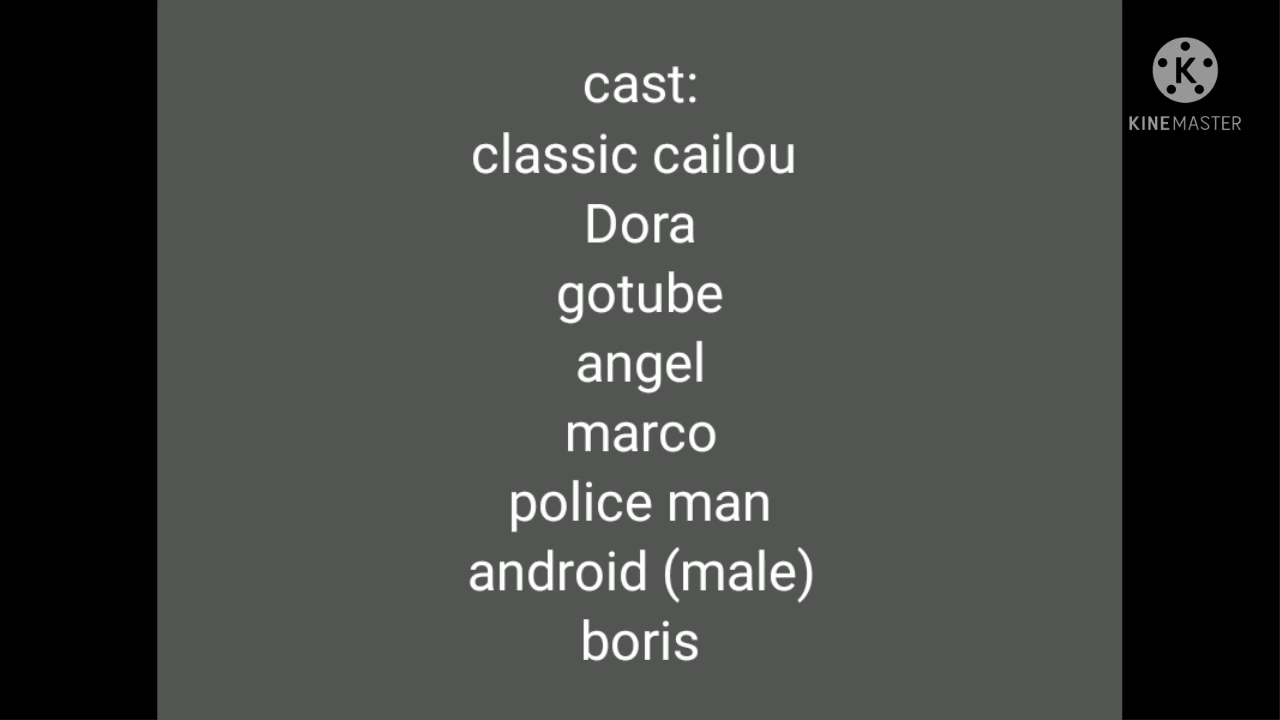 cast:
classic cailou
Dora
gotube
angel
marco
police man
android (male)
boris
K
KINEMASTER